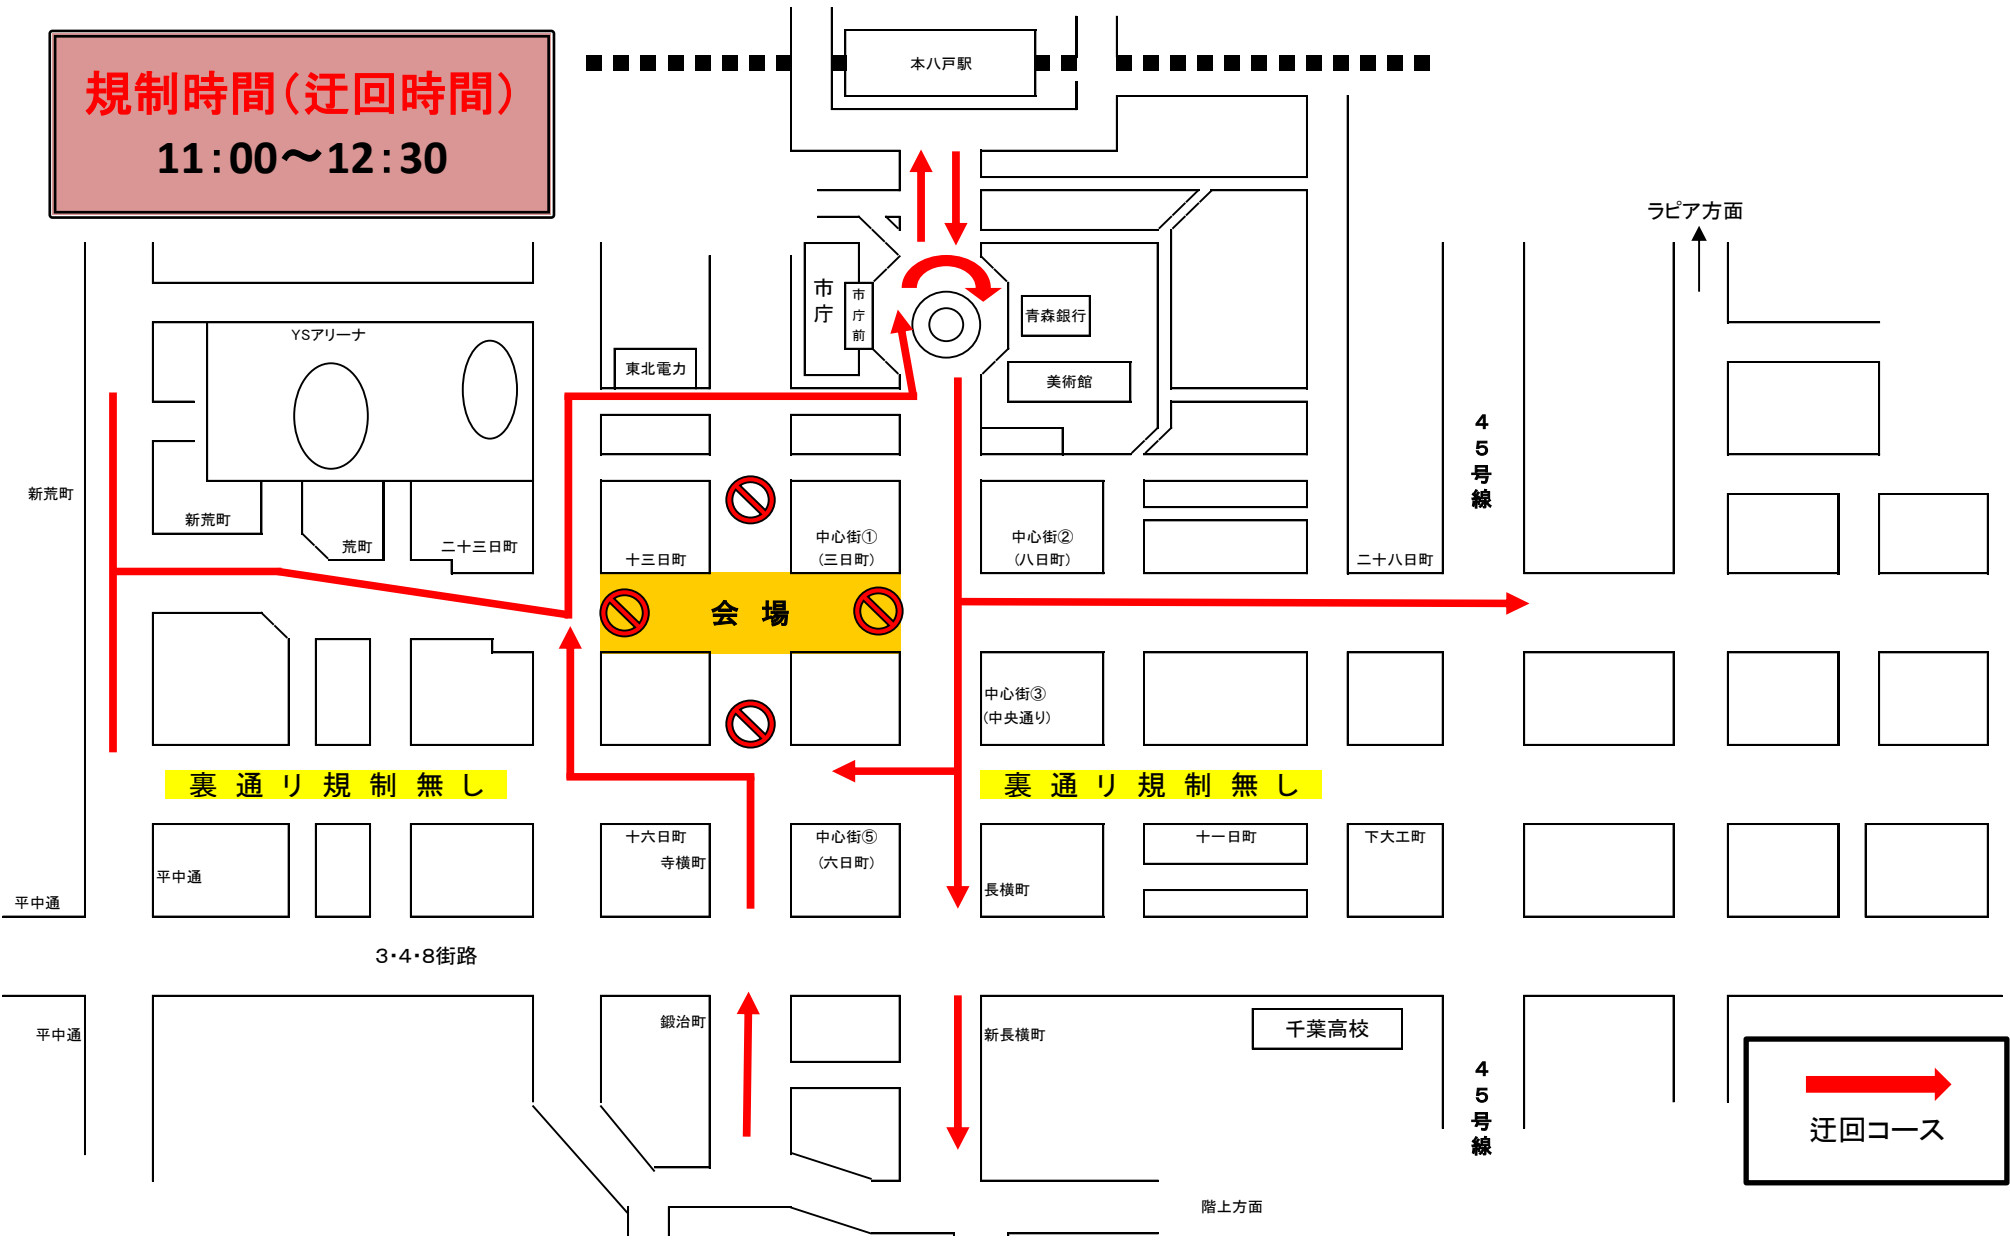 規制時間(迂回時間)
11:00～12:30
本八戸駅
ラピア方面
市庁
市庁前
青森銀行
YSアリーナ
東北電力
美術館
45号線
新荒町
新荒町
荒町
二十三日町
十三日町
中心街①
(三日町)
中心街②
(八日町)
二十八日町
会 場
中心街③
(中央通り)
裏通り規制無し
裏通り規制無し
平中通
平中通
十六日町
寺横町
中心街⑤
(六日町)
長横町
十一日町
下大工町
3・4・8街路
平中通
鍛治町
新長横町
千葉高校
45号線
迂回コース
階上方面